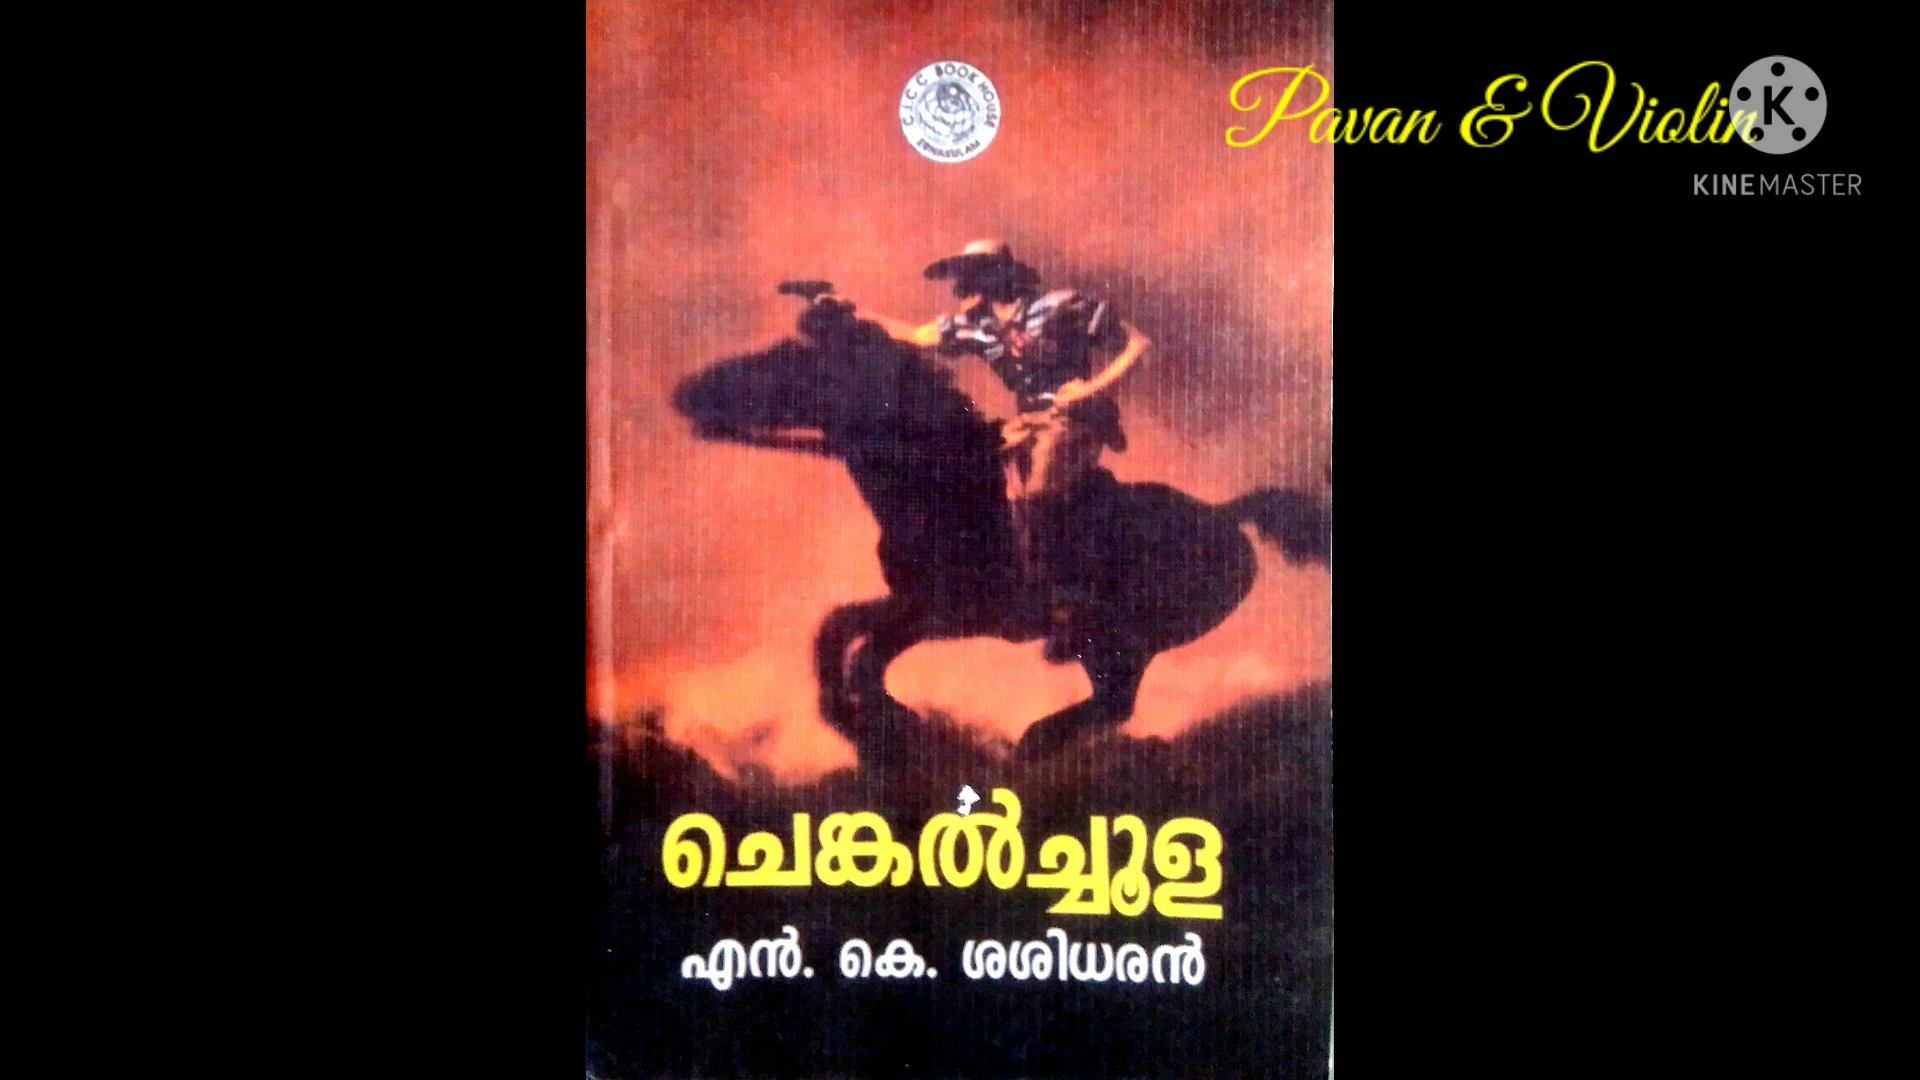 C.I.C.C. BOOK HOUSE
ERNAKULAM
Pavan & Violin
K
KINEMASTER
ചെങ്കൽച്ചൂള
എൻ. കെ. ശശിധരൻ